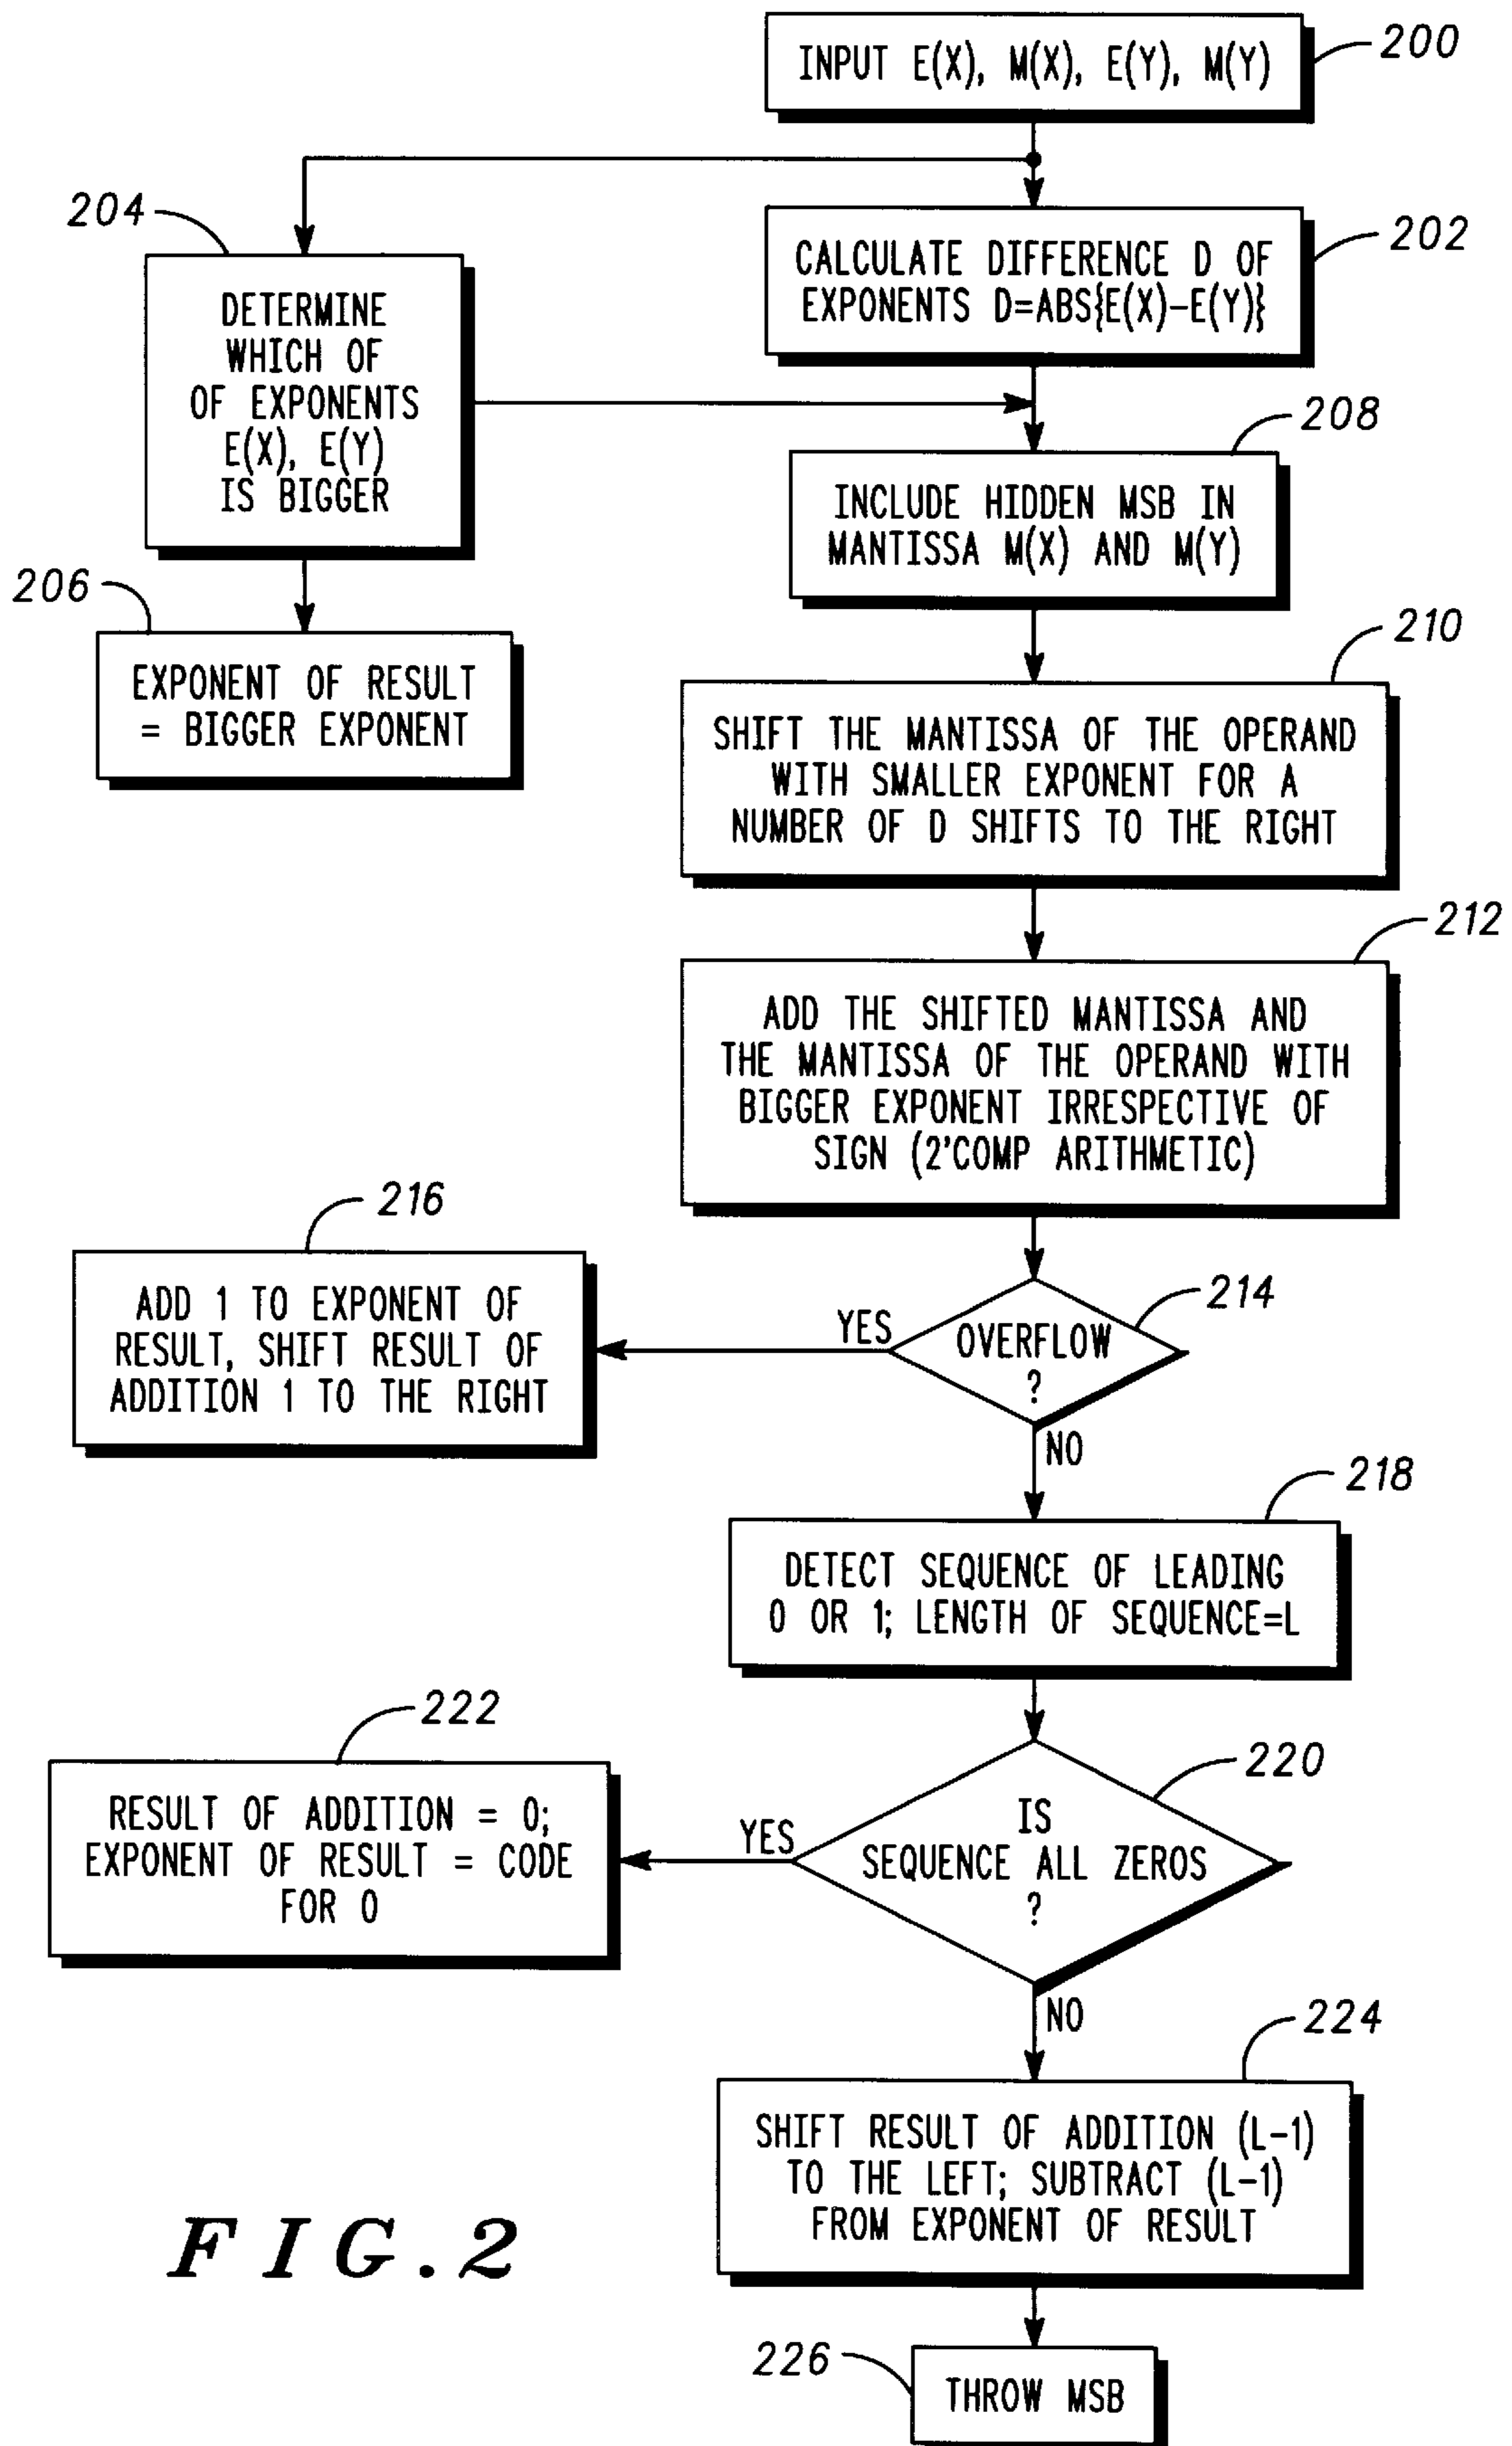 INPUT E(X), M(X), E(Y), M(Y)
200
204
202
CALCULATE DIFFERENCE D OF
EXPONENTS D=ABS{E(X)-E(Y)}
DETERMINE
WHICH OF
OF EXPONENTS
E(X), E(Y)
IS BIGGER
208
INCLUDE HIDDEN MSB IN
MANTISSA M(X) AND M(Y)
206
EXPONENT OF RESULT
= BIGGER EXPONENT
210
SHIFT THE MANTISSA OF THE OPERAND
WITH SMALLER EXPONENT FOR A
NUMBER OF D SHIFTS TO THE RIGHT
212
ADD THE SHIFTED MANTISSA AND
THE MANTISSA OF THE OPERAND WITH
BIGGER EXPONENT IRRESPECTIVE OF
SIGN (2'COMP ARITHMETIC)
216
ADD 1 TO EXPONENT OF
RESULT, SHIFT RESULT OF
ADDITION 1 TO THE RIGHT
YES
214
OVERFLOW
?
NO
218
DETECT SEQUENCE OF LEADING
0 OR 1; LENGTH OF SEQUENCE=L
222
RESULT OF ADDITION = 0;
EXPONENT OF RESULT = CODE
FOR 0
YES
220
IS
SEQUENCE ALL ZEROS
?
NO
224
SHIFT RESULT OF ADDITION (L-1)
TO THE LEFT; SUBTRACT (L-1)
FROM EXPONENT OF RESULT
FIG.2
226
THROW MSB